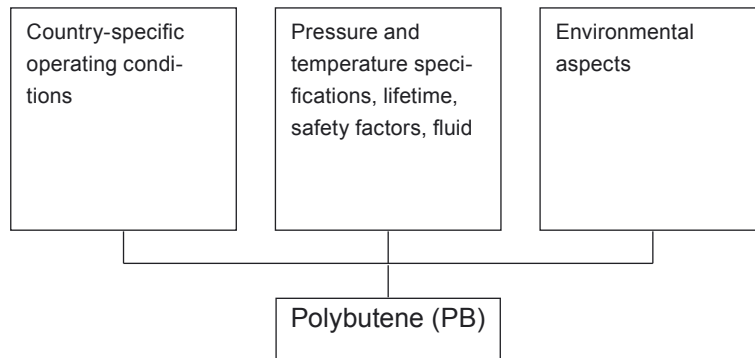 Country-specific
operating condi-
tions
Pressure and
temperature speci-
fications, lifetime,
safety factors, fluid
Environmental
aspects
Polybutene (PB)